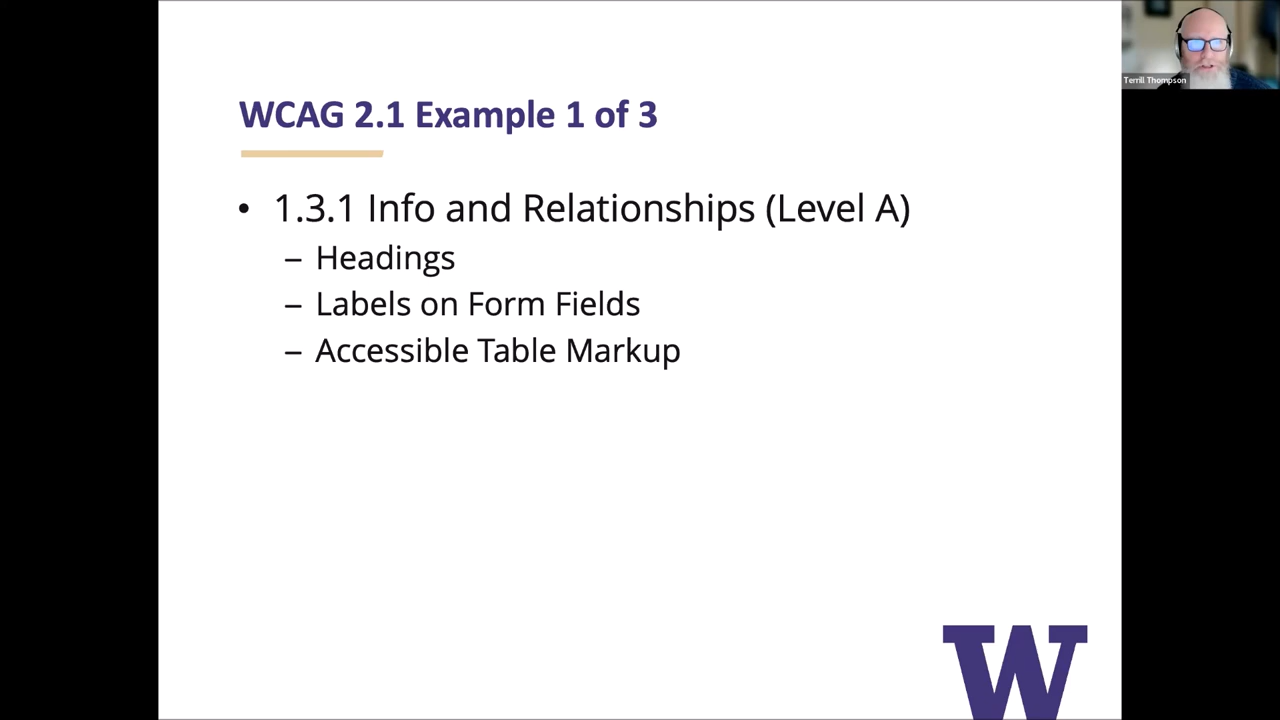 WCAG 2.1 Example 1 of 3
• 1.3.1 Info and Relationships (Level A)
– Headings
– Labels on Form Fields
– Accessible Table Markup
W
Terrill Thompson